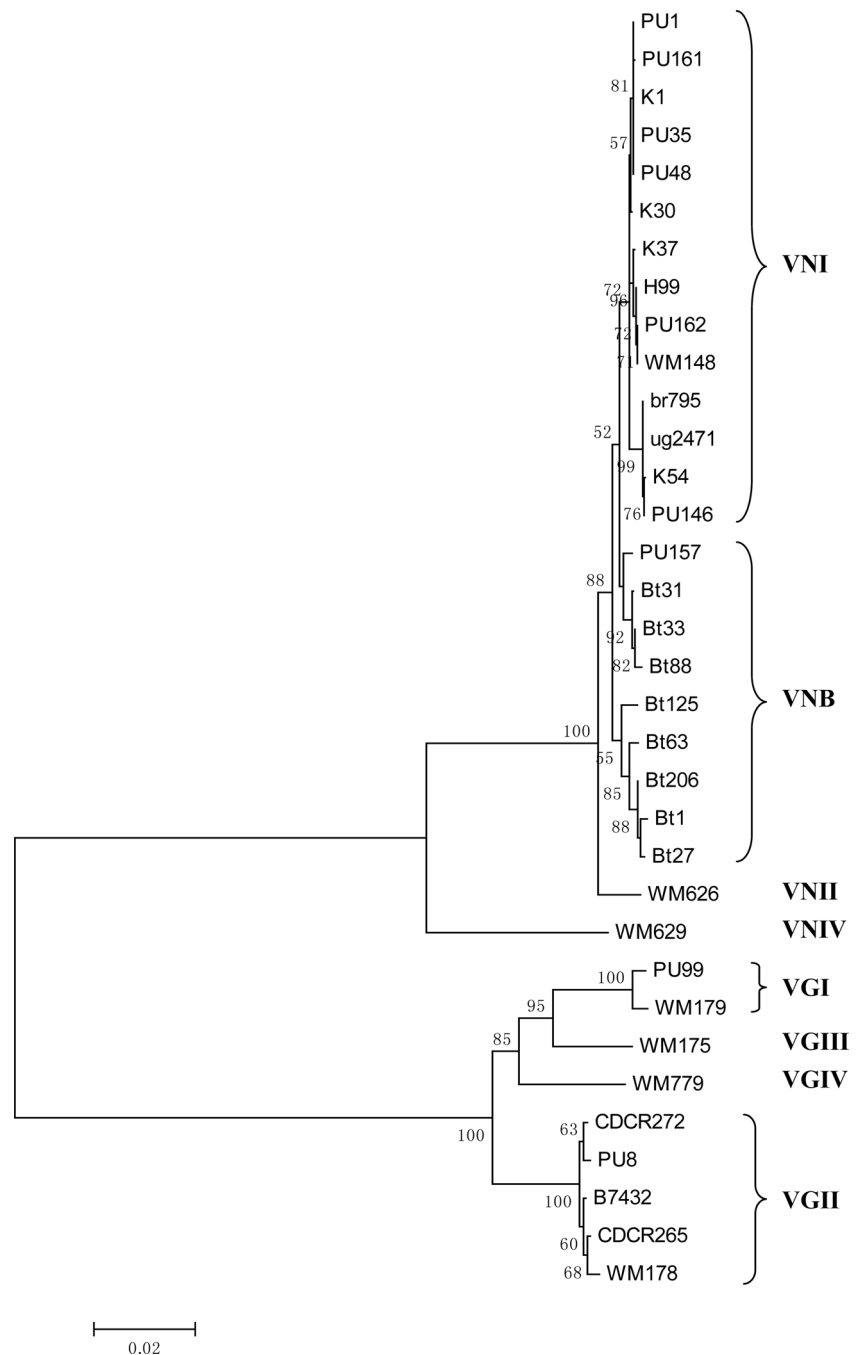 PU1
PU161
81
K1
PU35
57
PU48
K30
K37
VNI
H99
72
96
PU162
72
WM148
71
br795
52
ug2471
99
K54
76
PU146
PU157
88
Bt31
Bt33
92
Bt88
82
VNB
Bt125
100
Bt63
55
Bt206
85
Bt1
88
Bt27
WM626
VNII
WM629
VNIV
PU99
100
VGI
95
WM179
85
WM175
VGIII
WM779
VGIV
CDCR272
63
100
PU8
B7432
VGII
100
CDCR265
60
68
WM178
0.02